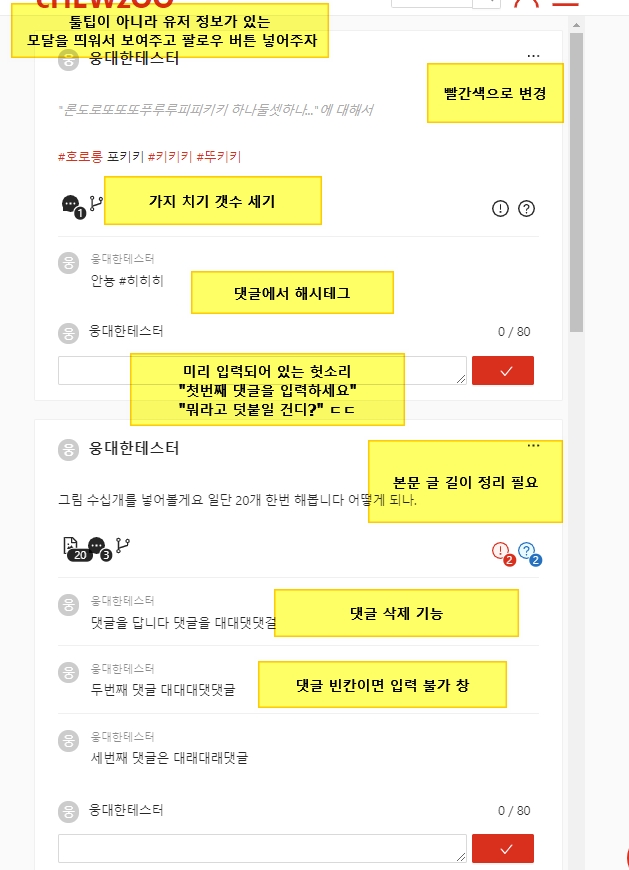 CHEWZOO
툴팁이 아니라 유저 정보가 있는
모달을 띄워서 보여주고 팔로우 버튼 넣어주자
웅 웅대한테스터 ...
빨간색으로 변경
"론도로또또또푸루루피피키키 하나둘셋하나..."에 대해서
#호로롱 포키키 #키키키 #뚜키키
1
가지 치기 갯수 세기
웅 웅대한테스터
안뇽 #히히히
댓글에서 해시테그
웅 웅대한테스터 0 / 80
미리 입력되어 있는 헛소리
"첫번째 댓글을 입력하세요"
"뭐라고 덧붙일 건디?" ㄷㄷ
웅 웅대한테스터 ...
본문 글 길이 정리 필요
그림 수십개를 넣어볼게요 일단 20개 한번 해봅니다 어떻게 되나.
20 3 2 2
웅 웅대한테스터
댓글을 답니다 댓글을 대대댓댓걸
댓글 삭제 기능
웅 웅대한테스터
두번째 댓글 대대대댓댓글
댓글 빈칸이면 입력 불가 창
웅 웅대한테스터
세번째 댓글은 대래대래댓글
웅 웅대한테스터 0 / 80